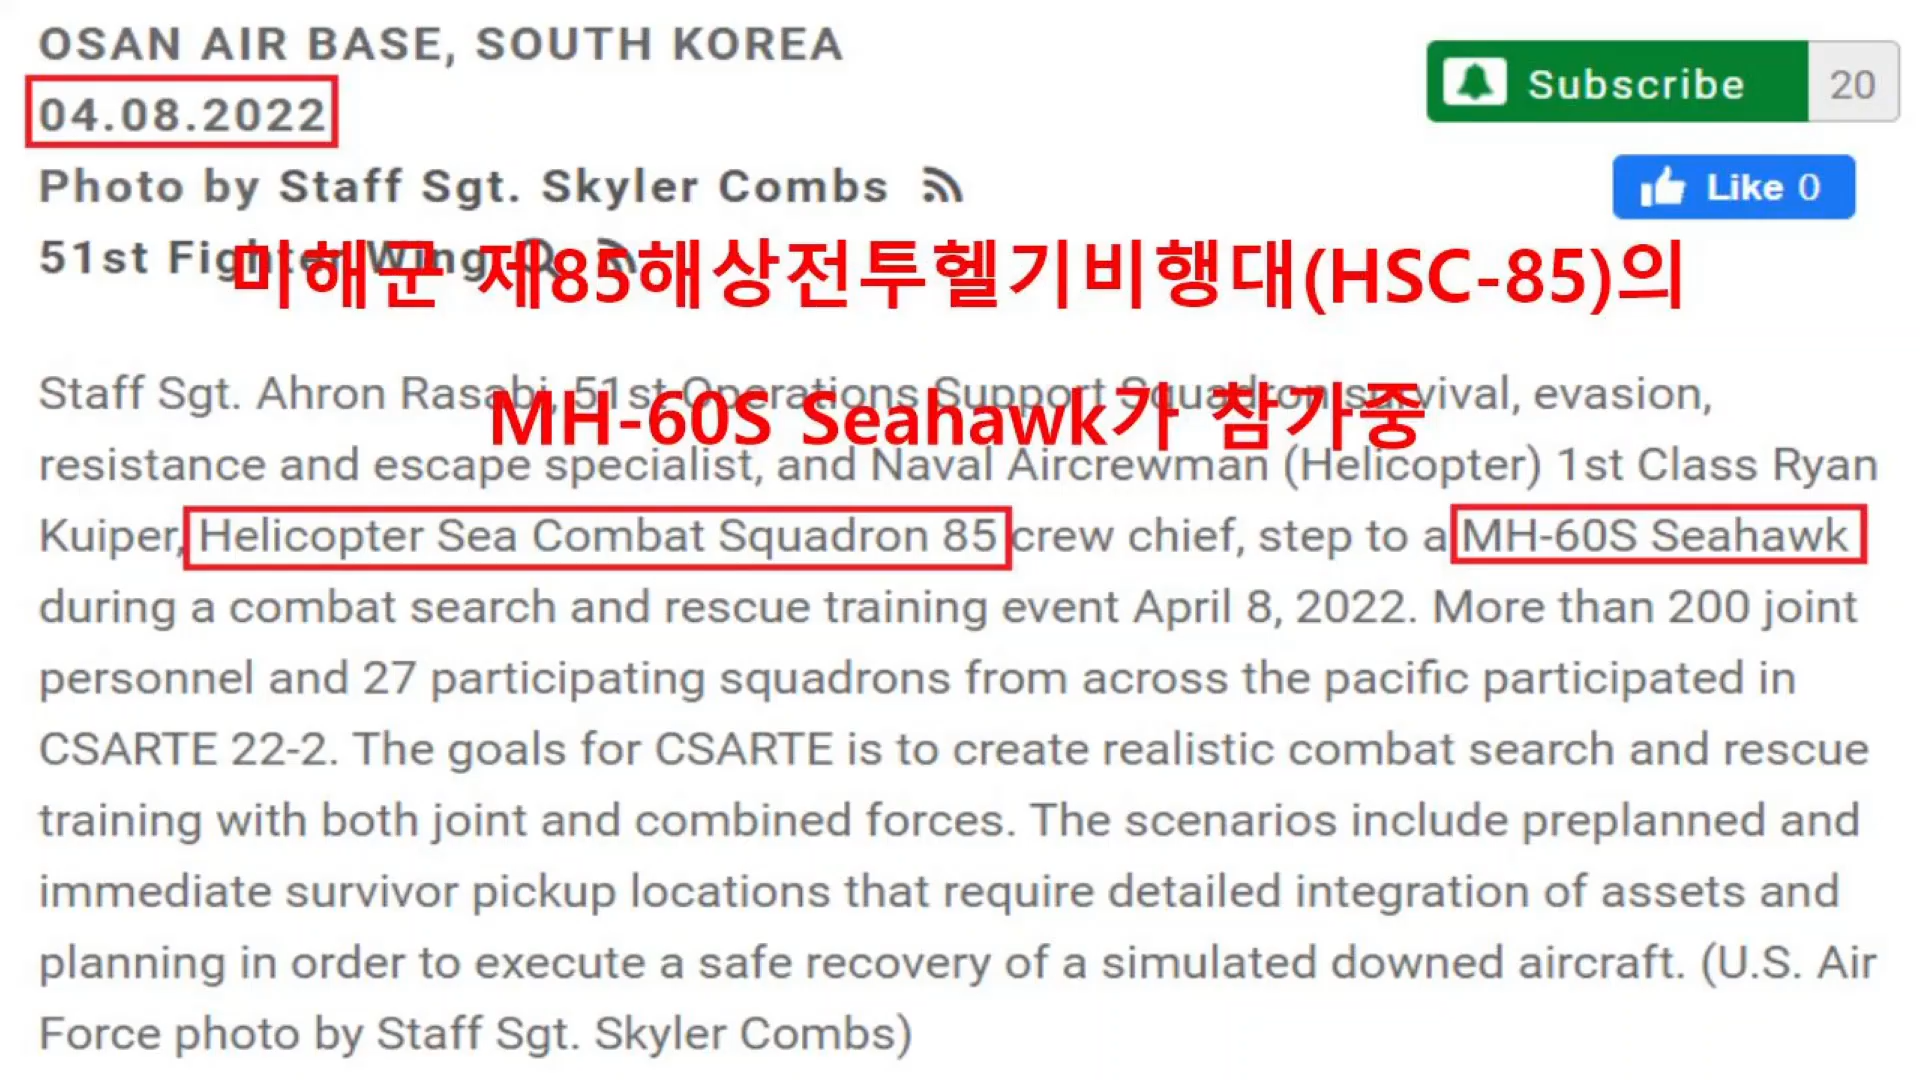 OSAN AIR BASE, SOUTH KOREA
04.08.2022
Subscribe 20
Photo by Staff Sgt. Skyler Combs
Like 0
51st Fighter Wing
미해군 제85해상전투헬기비행대(HSC-85)의
Staff Sgt. Ahron Rasabi, 51st Operations Support Squadron survival, evasion,
MH-60S Seahawk가 참가중
resistance and escape specialist, and Naval Aircrewman (Helicopter) 1st Class Ryan
Kuiper, Helicopter Sea Combat Squadron 85 crew chief, step to a MH-60S Seahawk
during a combat search and rescue training event April 8, 2022. More than 200 joint
personnel and 27 participating squadrons from across the pacific participated in
CSARTE 22-2. The goals for CSARTE is to create realistic combat search and rescue
training with both joint and combined forces. The scenarios include preplanned and
immediate survivor pickup locations that require detailed integration of assets and
planning in order to execute a safe recovery of a simulated downed aircraft. (U.S. Air
Force photo by Staff Sgt. Skyler Combs)